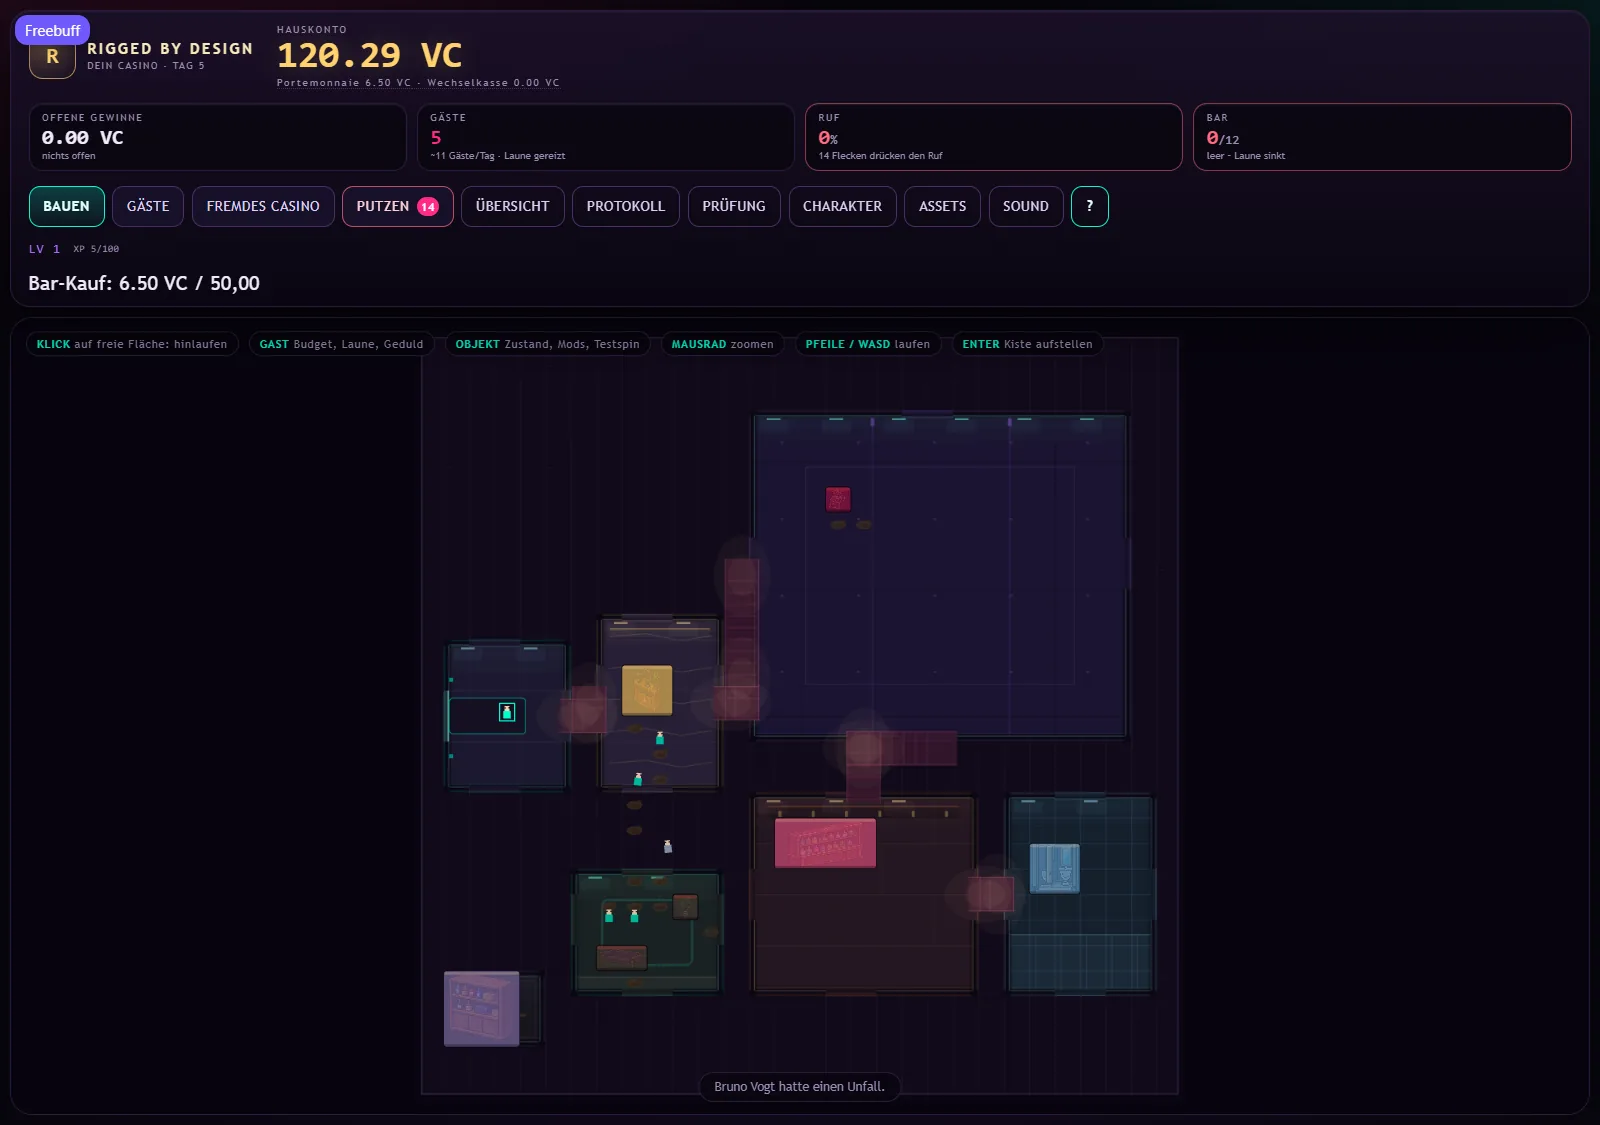 Freebuff
R
RIGGED BY DESIGN
DEIN CASINO · TAG 5
HAUSKONTO
120.29 VC
Portemonnaie 6.50 VC · Wechselkasse 0.00 VC
OFFENE GEWINNE
0.00 VC
nichts offen
GÄSTE
5
~11 Gäste/Tag · Laune gereizt
RUF
0%
14 Flecken drücken den Ruf
BAR
0/12
leer – Laune sinkt
BAUEN
GÄSTE
FREMDES CASINO
PUTZEN 14
ÜBERSICHT
PROTOKOLL
PRÜFUNG
CHARAKTER
ASSETS
SOUND
?
LV 1 XP 5/100
Bar-Kauf: 6.50 VC / 50,00
KLICK auf freie Fläche: hinlaufen
GAST Budget, Laune, Geduld
OBJEKT Zustand, Mods, Testspin
MAUSRAD zoomen
PFEILE / WASD laufen
ENTER Kiste aufstellen
Bruno Vogt hatte einen Unfall.